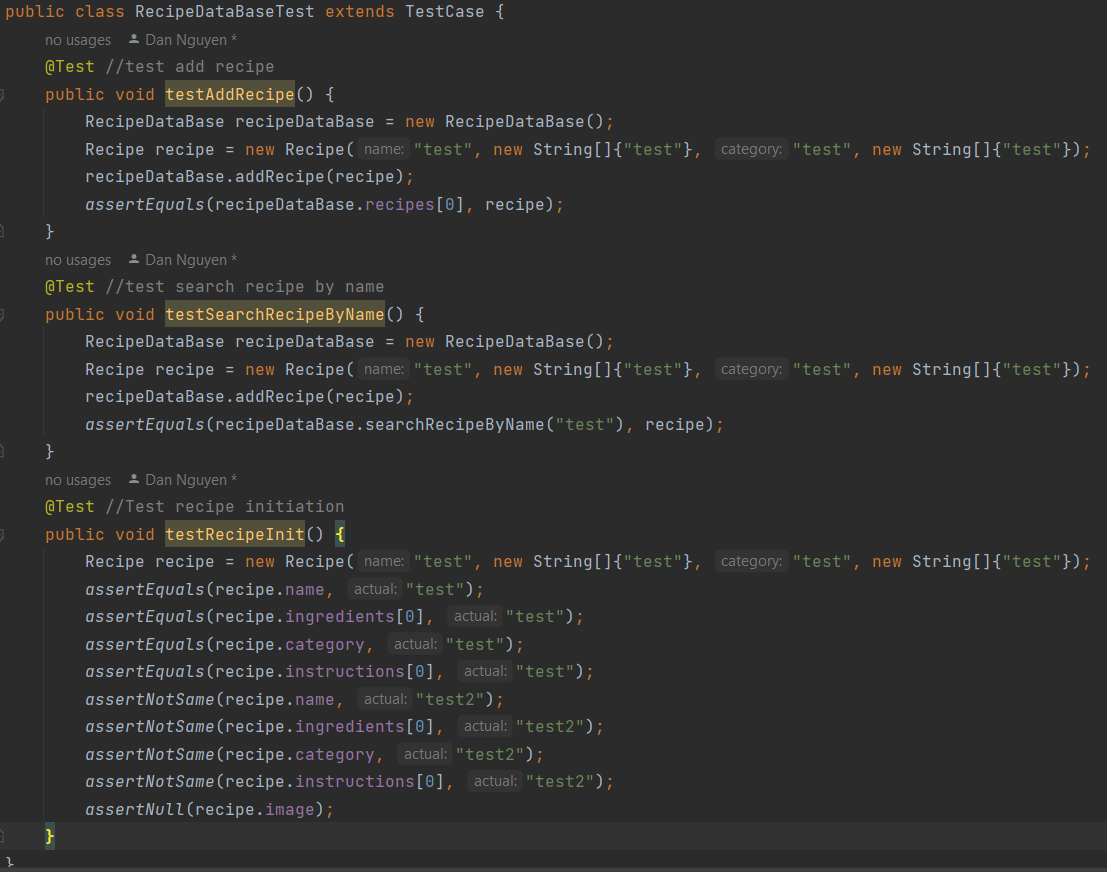 public class RecipeDataBaseTest extends TestCase {
no usages Dan Nguyen *
@Test //test add recipe
public void testAddRecipe() {
RecipeDataBase recipeDataBase = new RecipeDataBase();
Recipe recipe = new Recipe( name: "test", new String[]{"test"}, category: "test", new String[]{"test"});
recipeDataBase.addRecipe(recipe);
assertEquals(recipeDataBase.recipes[0], recipe);
}
no usages Dan Nguyen *
@Test //test search recipe by name
public void testSearchRecipeByName() {
RecipeDataBase recipeDataBase = new RecipeDataBase();
Recipe recipe = new Recipe( name: "test", new String[]{"test"}, category: "test", new String[]{"test"});
recipeDataBase.addRecipe(recipe);
assertEquals(recipeDataBase.searchRecipeByName("test"), recipe);
}
no usages Dan Nguyen *
@Test //Test recipe initiation
public void testRecipeInit() {
Recipe recipe = new Recipe( name: "test", new String[]{"test"}, category: "test", new String[]{"test"});
assertEquals(recipe.name, actual: "test");
assertEquals(recipe.ingredients[0], actual: "test");
assertEquals(recipe.category, actual: "test");
assertEquals(recipe.instructions[0], actual: "test");
assertNotSame(recipe.name, actual: "test2");
assertNotSame(recipe.ingredients[0], actual: "test2");
assertNotSame(recipe.category, actual: "test2");
assertNotSame(recipe.instructions[0], actual: "test2");
assertNull(recipe.image);
}
}